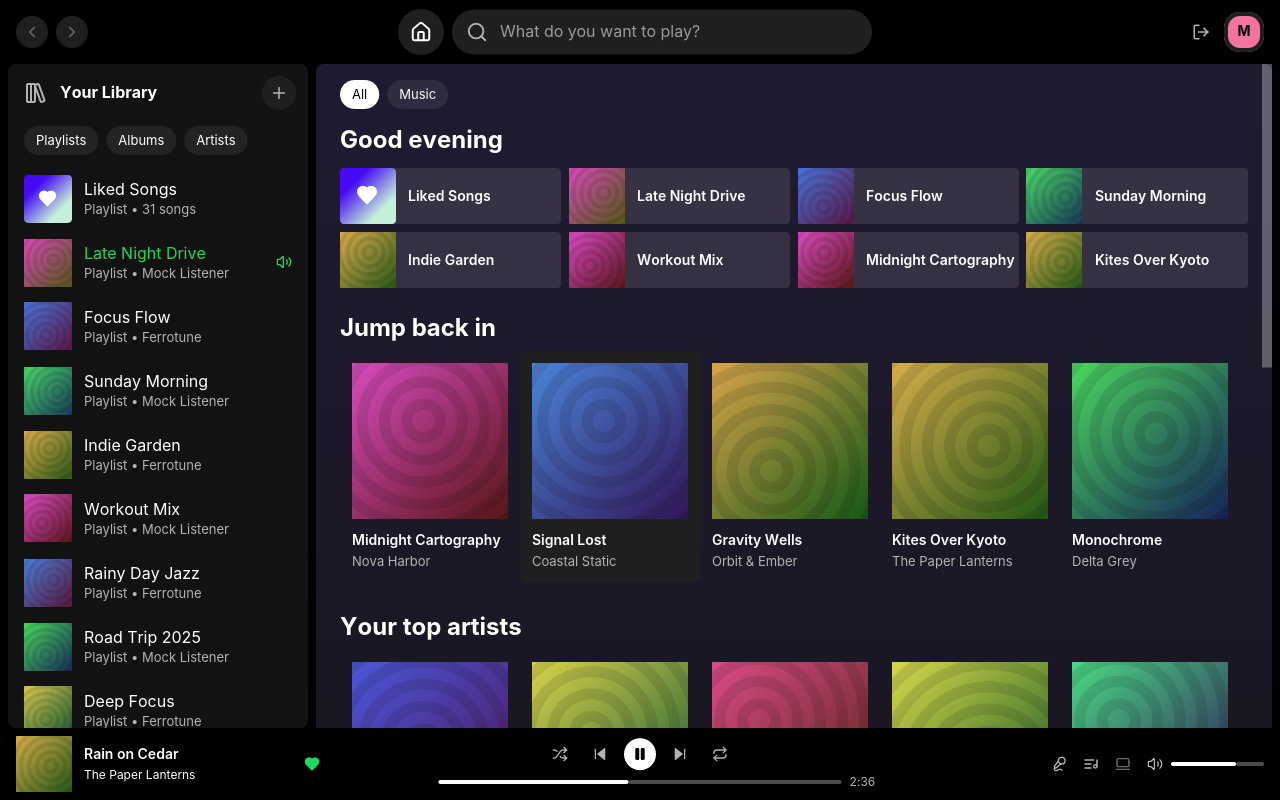 What do you want to play?
M
Your Library
Playlists
Albums
Artists
Liked Songs
Playlist • 31 songs
Late Night Drive
Playlist • Mock Listener
Focus Flow
Playlist • Ferrotune
Sunday Morning
Playlist • Mock Listener
Indie Garden
Playlist • Ferrotune
Workout Mix
Playlist • Mock Listener
Rainy Day Jazz
Playlist • Ferrotune
Road Trip 2025
Playlist • Mock Listener
Deep Focus
Playlist • Ferrotune
All
Music
Good evening
Liked Songs
Late Night Drive
Focus Flow
Sunday Morning
Indie Garden
Workout Mix
Midnight Cartography
Kites Over Kyoto
Jump back in
Midnight Cartography
Nova Harbor
Signal Lost
Coastal Static
Gravity Wells
Orbit & Ember
Kites Over Kyoto
The Paper Lanterns
Monochrome
Delta Grey
Your top artists
Rain on Cedar
The Paper Lanterns
2:36